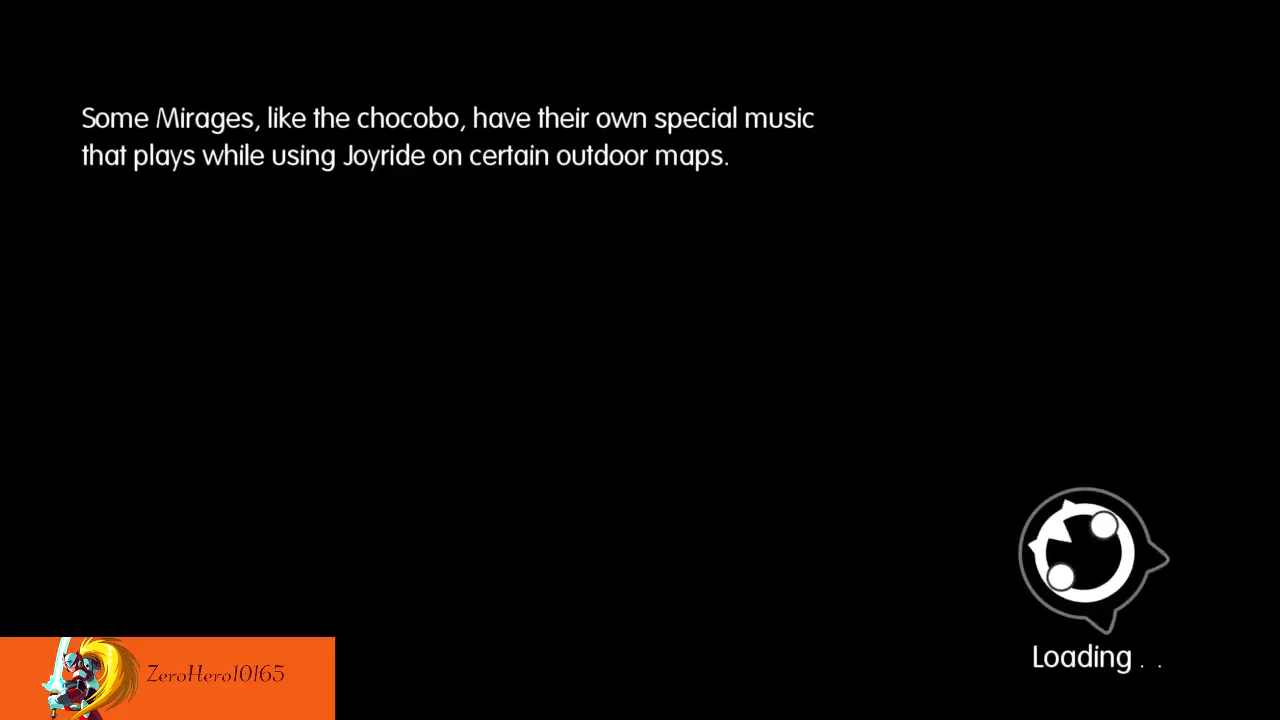 Some Mirages, like the chocobo, have their own special music
that plays while using Joyride on certain outdoor maps.
Loading . .
ZeroHero10165